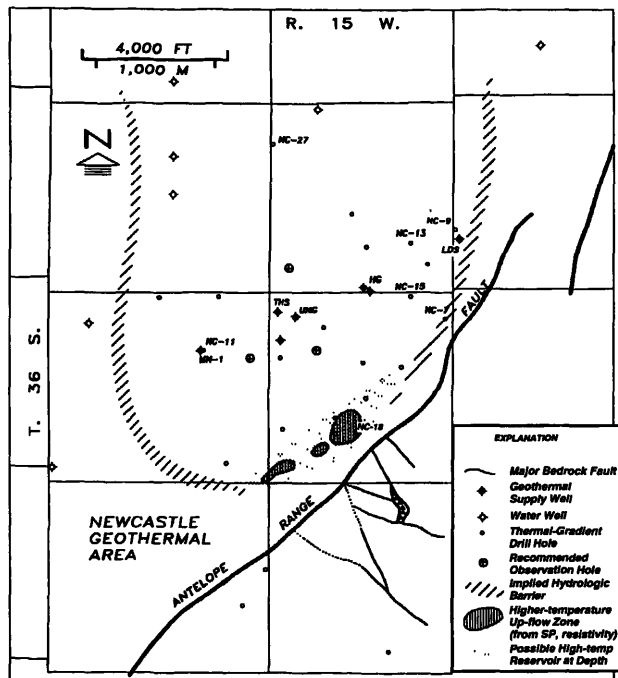 R. 15 W.
4,000 FT
1,000 M
N
NC-27
NC-9
NC-13
LDS
HG
NC-15
THS
UNG
NC-7
FAULT
NC-11
MN-1
T. 36 S.
NC-18
RANGE
ANTELOPE
NEWCASTLE
GEOTHERMAL
AREA
EXPLANATION
Major Bedrock Fault
Geothermal
Supply Well
Water Well
Thermal-Gradient
Drill Hole
Recommended
Observation Hole
Implied Hydrologic
Barrier
Higher-temperature
Up-flow Zone
(from SP, resistivity)
Possible High-temp
Reservoir at Depth